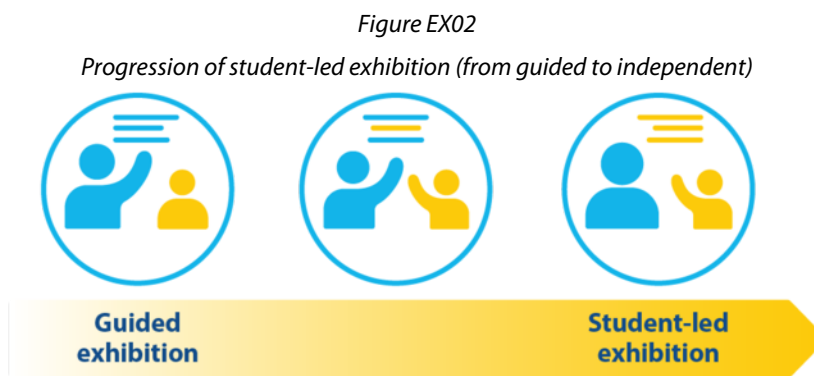 Figure EX02
Progression of student-led exhibition (from guided to independent)
Guided
exhibition
Student-led
exhibition